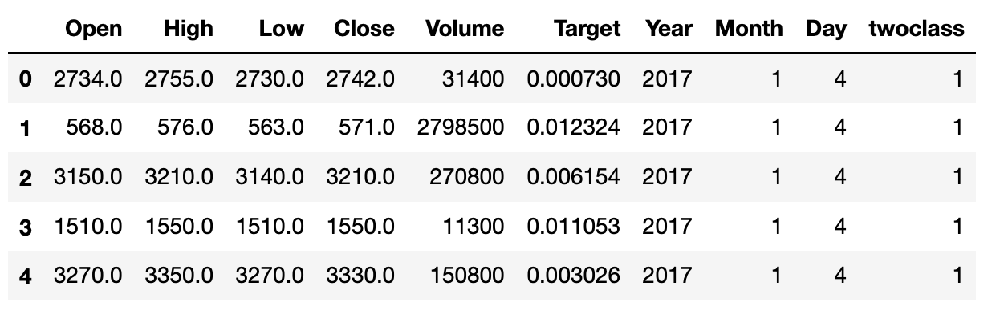 Open High Low Close Volume Target Year Month Day twoclass
0 2734.0 2755.0 2730.0 2742.0 31400 0.000730 2017 1 4 1
1 568.0 576.0 563.0 571.0 2798500 0.012324 2017 1 4 1
2 3150.0 3210.0 3140.0 3210.0 270800 0.006154 2017 1 4 1
3 1510.0 1550.0 1510.0 1550.0 11300 0.011053 2017 1 4 1
4 3270.0 3350.0 3270.0 3330.0 150800 0.003026 2017 1 4 1